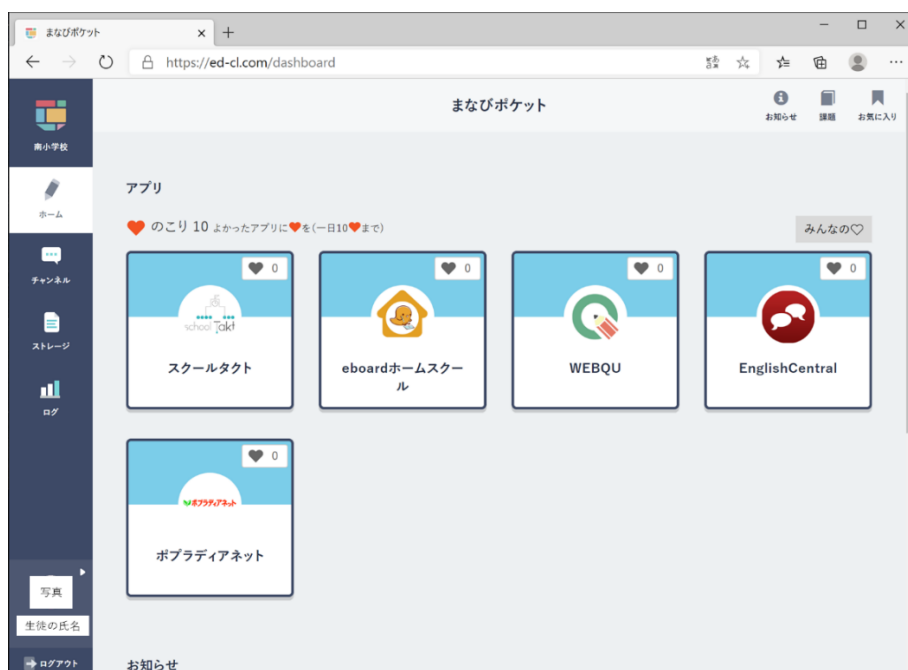 まなびポケット
https://ed-cl.com/dashboard
南小学校
ホーム
チャンネル
ストレージ
ログ
写真
生徒の氏名
ログアウト
まなびポケット
お知らせ
課題
お気に入り
アプリ
のこり 10 よかったアプリに♥を(一日10♥まで)
みんなの♡
0
school Takt
スクールタクト
0
eboardホームスクー
ル
0
WEBQU
0
EnglishCentral
0
ポプラディアネット
ポプラディアネット
お知らせ